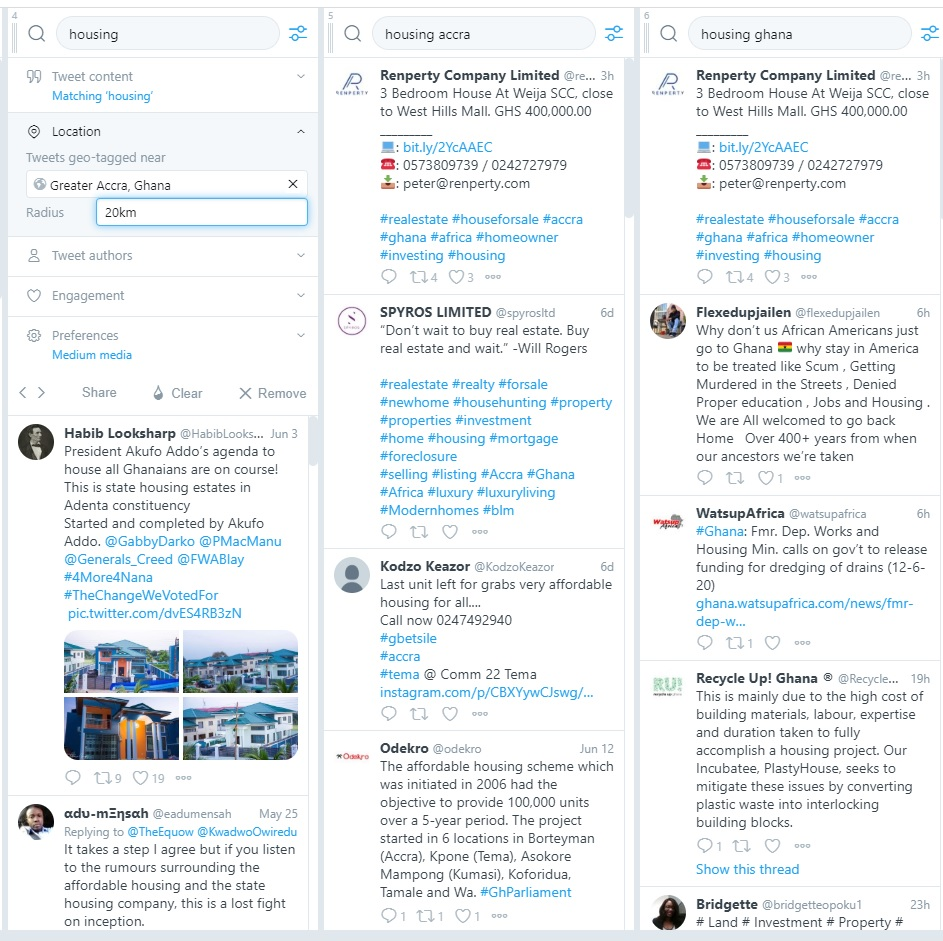 4
housing
Tweet content
Matching ‘housing’
Location
Tweets geo-tagged near
Greater Accra, Ghana
Radius 20km
Tweet authors
Engagement
Preferences
Medium media
Share Clear Remove
Habib Looksharp @HabibLooks... Jun 3
President Akufo Addo’s agenda to
house all Ghanaians are on course!
This is state housing estates in
Adenta constituency
Started and completed by Akufo
Addo. @GabbyDarko @PMacManu
@Generals_Creed @FWABlay
#4More4Nana
#TheChangeWeVotedFor
pic.twitter.com/dvES4RB3zN
9 19
αdυ-mΞηsαh @eadumensah May 25
Replying to @TheEquow @KwadwoOwiredu
It takes a step I agree but if you listen
to the rumours surrounding the
affordable housing and the state
housing company, this is a lost fight
on inception.
5
housing accra
RENPERTY
Renperty Company Limited @re... 3h
3 Bedroom House At Weija SCC, close
to West Hills Mall. GHS 400,000.00
_________
: bit.ly/2YcAAEC
: 0573809739 / 0242727979
: peter@renperty.com
#realestate #houseforsale #accra
#ghana #africa #homeowner
#investing #housing
4 3
SPYROS LIMITED @spyrosltd 6d
“Don’t wait to buy real estate. Buy
real estate and wait.” -Will Rogers
#realestate #realty #forsale
#newhome #househunting #property
#properties #investment
#home #housing #mortgage
#foreclosure
#selling #listing #Accra #Ghana
#Africa #luxury #luxuryliving
#Modernhomes #blm
Kodzo Keazor @KodzoKeazor 6d
Last unit left for grabs very affordable
housing for all....
Call now 0247492940
#gbetsile
#accra
#tema @ Comm 22 Tema
instagram.com/p/CBXYywCJswg/...
Odekro
Odekro @odekro Jun 12
The affordable housing scheme which
was initiated in 2006 had the
objective to provide 100,000 units
over a 5-year period. The project
started in 6 locations in Borteyman
(Accra), Kpone (Tema), Asokore
Mampong (Kumasi), Koforidua,
Tamale and Wa. #GhParliament
1 1 1
6
housing ghana
RENPERTY
Renperty Company Limited @re... 3h
3 Bedroom House At Weija SCC, close
to West Hills Mall. GHS 400,000.00
_________
: bit.ly/2YcAAEC
: 0573809739 / 0242727979
: peter@renperty.com
#realestate #houseforsale #accra
#ghana #africa #homeowner
#investing #housing
4 3
Flexedupjailen @flexedupjailen 6h
Why don’t us African Americans just
go to Ghana why stay in America
to be treated like Scum , Getting
Murdered in the Streets , Denied
Proper education , Jobs and Housing .
We are All welcomed to go back
Home Over 400+ years from when
our ancestors we’re taken
1
WatsupAfrica @watsupafrica 6h
#Ghana: Fmr. Dep. Works and
Housing Min. calls on gov’t to release
funding for dredging of drains (12-6-
20)
ghana.watsupafrica.com/news/fmr-
dep-w...
1
Recycle Up! Ghana ® @Recycle... 19h
This is mainly due to the high cost of
building materials, labour, expertise
and duration taken to fully
accomplish a housing project. Our
Incubatee, PlastyHouse, seeks to
mitigate these issues by converting
plastic waste into interlocking
building blocks.
1
Show this thread
Bridgette @bridgetteopoku1 23h
# Land # Investment # Property #